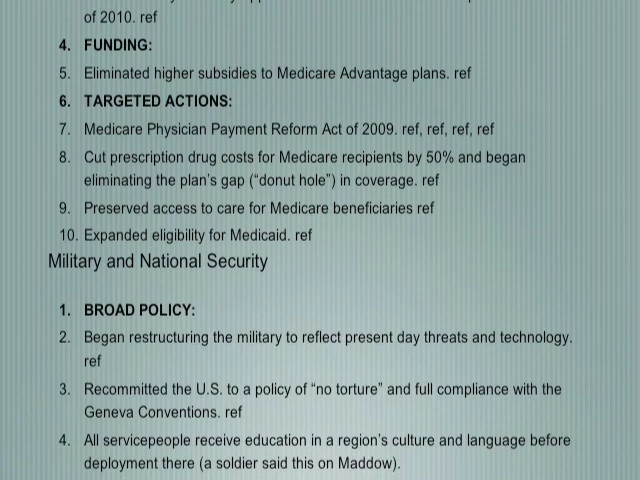 of 2010. ref
4. FUNDING:
5. Eliminated higher subsidies to Medicare Advantage plans. ref
6. TARGETED ACTIONS:
7. Medicare Physician Payment Reform Act of 2009. ref, ref, ref, ref
8. Cut prescription drug costs for Medicare recipients by 50% and began
eliminating the plan's gap (“donut hole”) in coverage. ref
9. Preserved access to care for Medicare beneficiaries ref
10. Expanded eligibility for Medicaid. ref
Military and National Security
1. BROAD POLICY:
2. Began restructuring the military to reflect present day threats and technology.
ref
3. Recommitted the U.S. to a policy of “no torture” and full compliance with the
Geneva Conventions. ref
4. All servicepeople receive education in a region's culture and language before
deployment there (a soldier said this on Maddow).